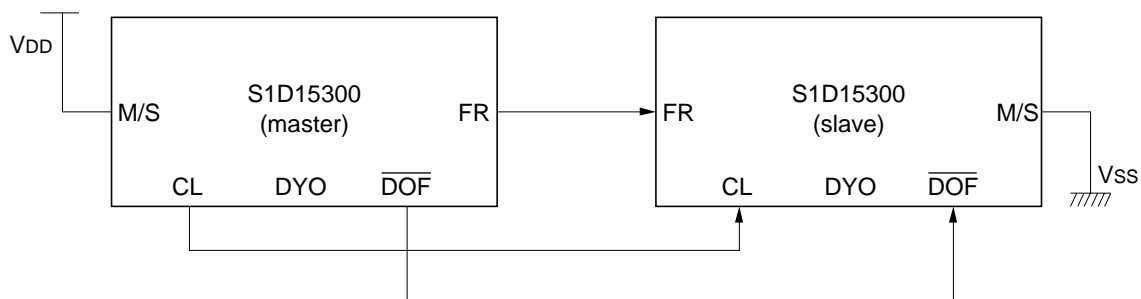 VDD
M/S
S1D15300
(master)
FR
CL
DYO
DOF
FR
S1D15300
(slave)
M/S
CL
DYO
DOF
VSS